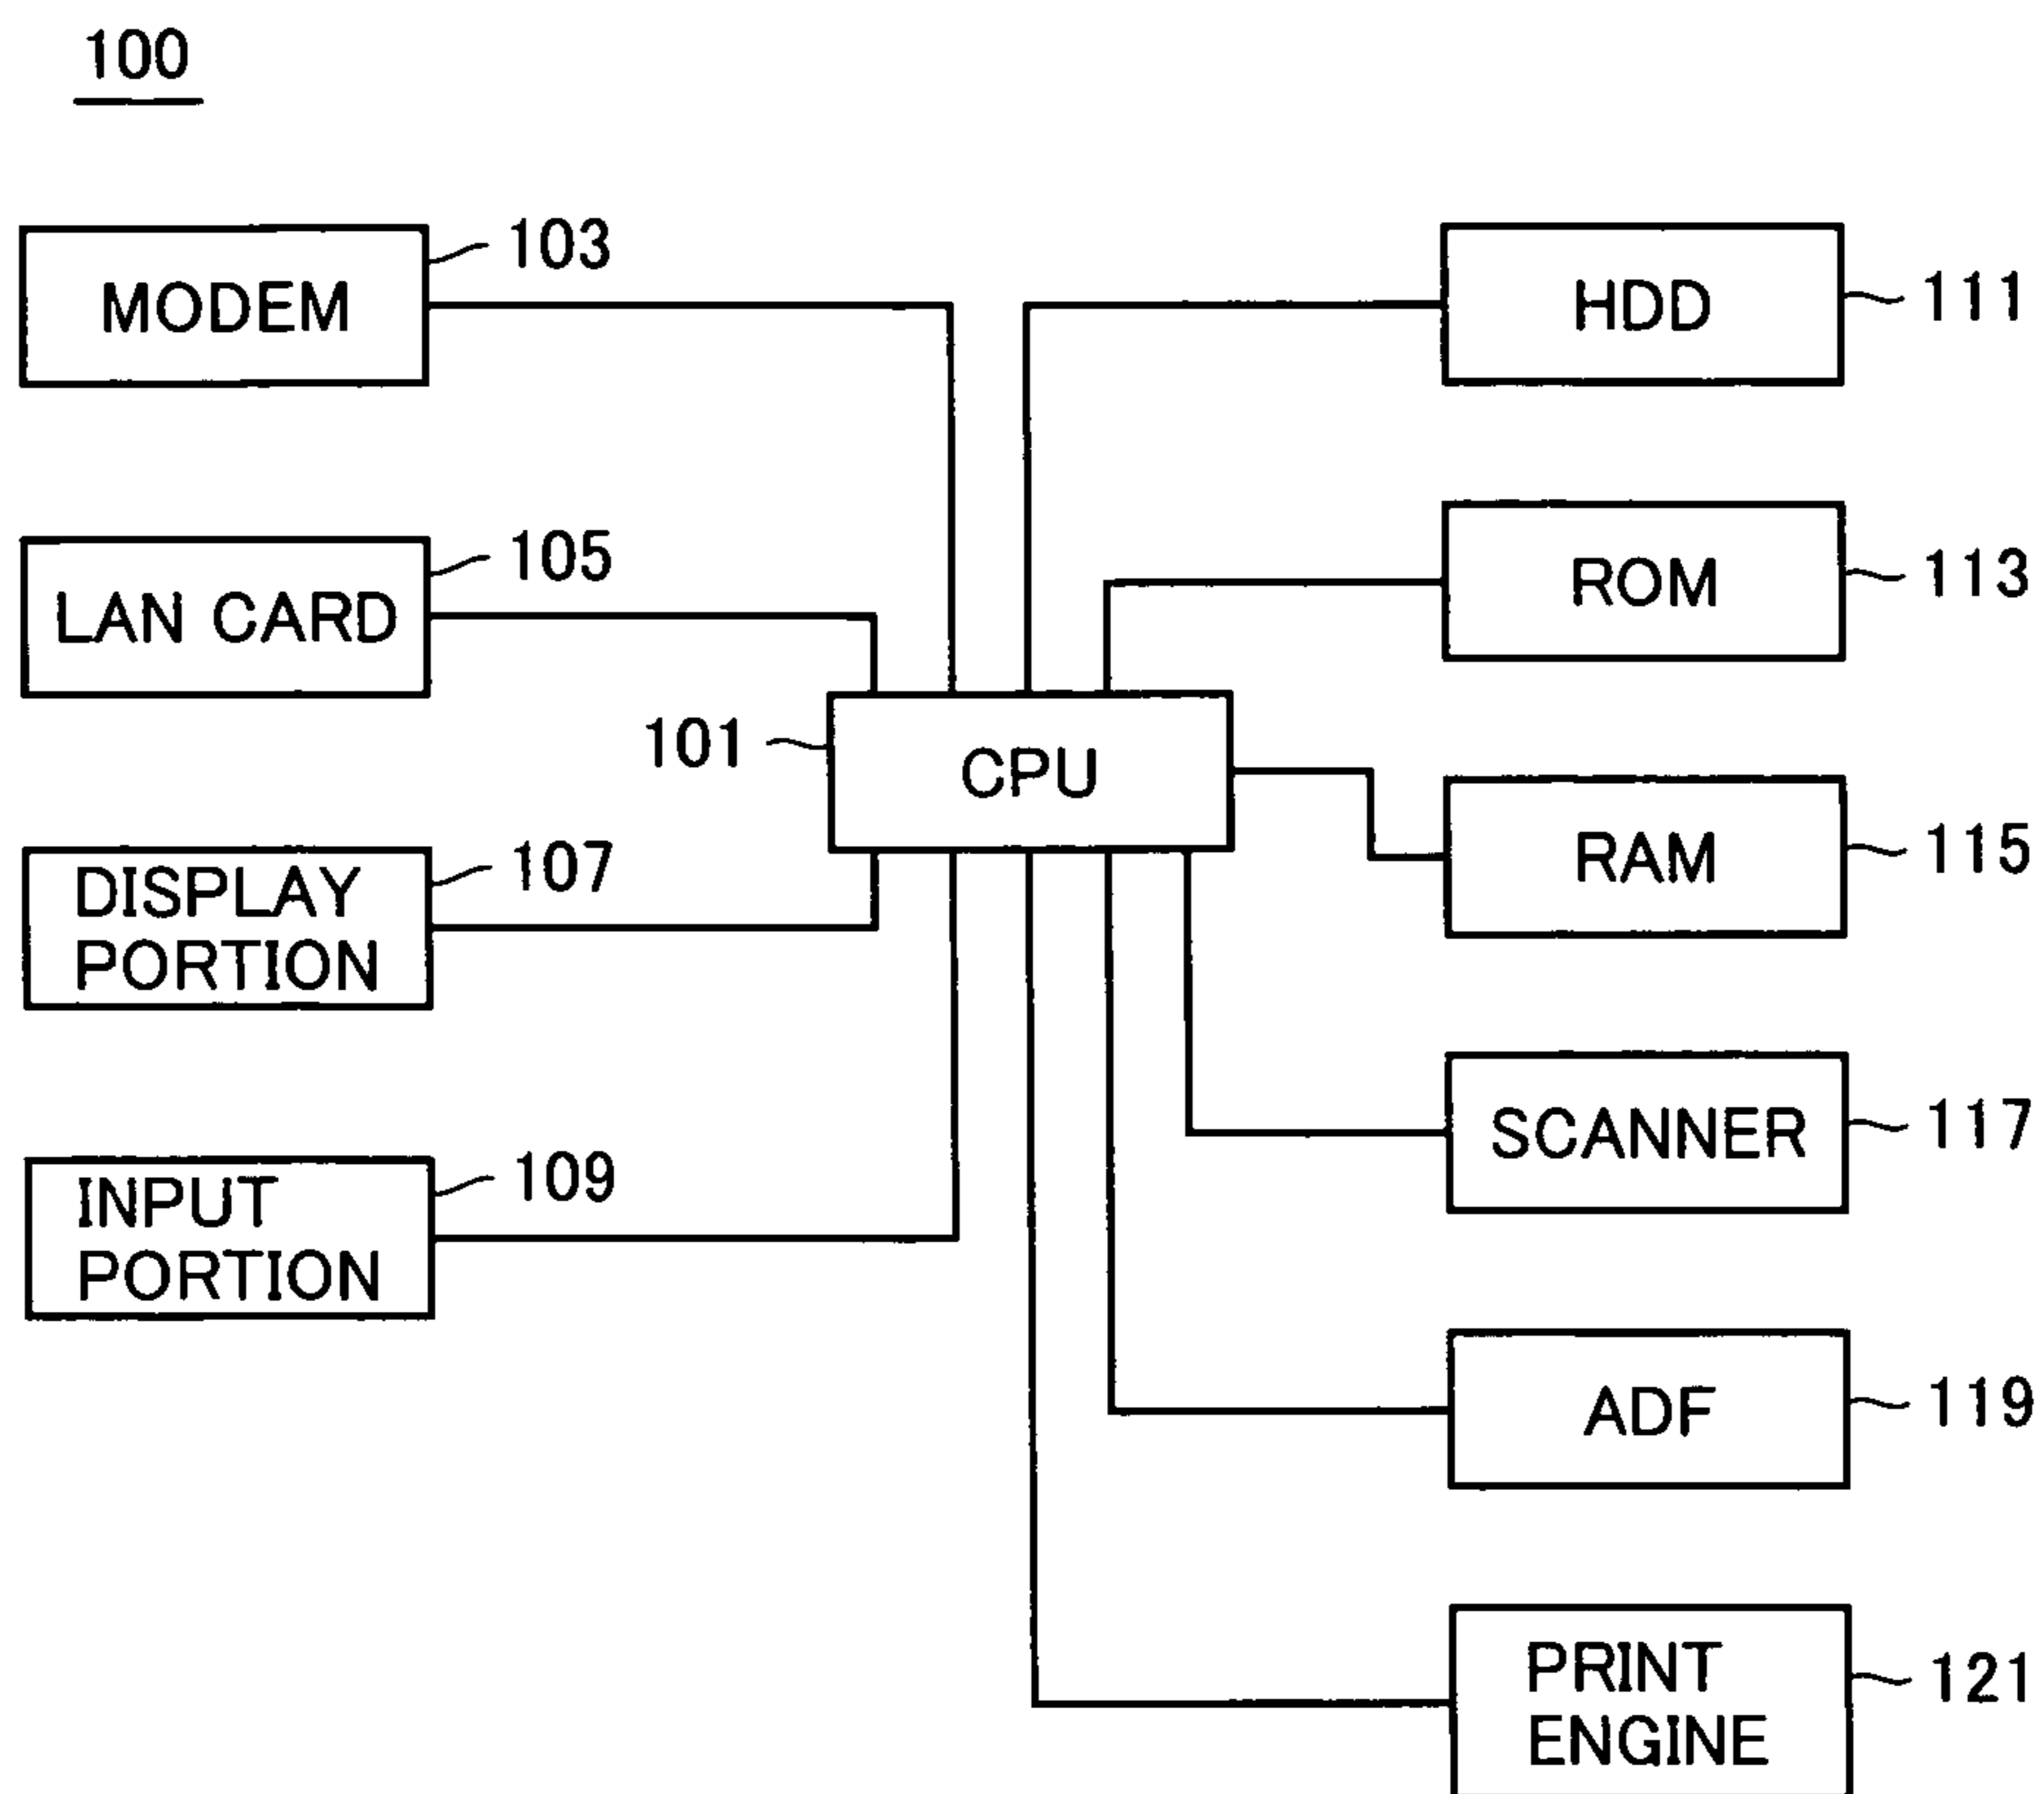 100
MODEM
103
LAN CARD
105
DISPLAY
PORTION
107
INPUT
PORTION
109
101
CPU
HDD
111
ROM
113
RAM
115
SCANNER
117
ADF
119
PRINT
ENGINE
121